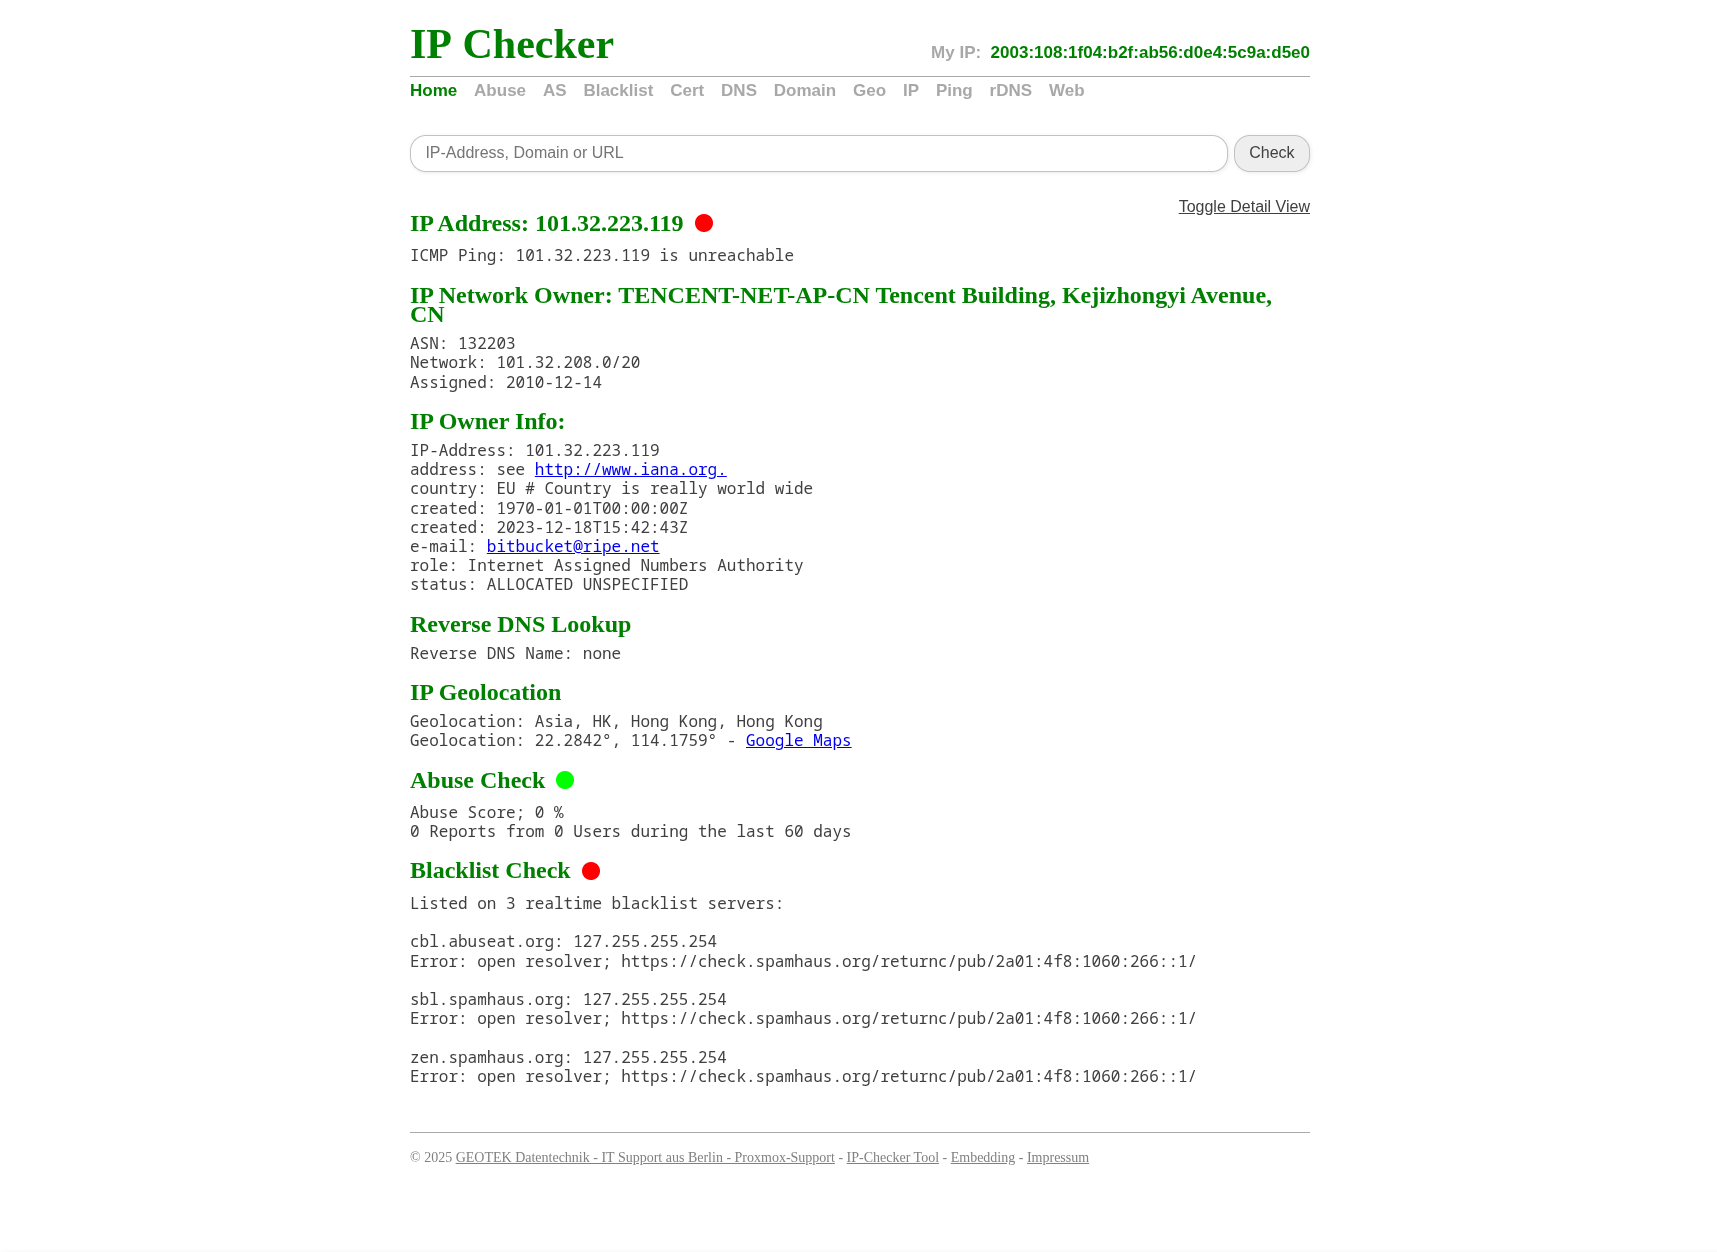 IP Checker
My IP: 2003:108:1f04:b2f:ab56:d0e4:5c9a:d5e0
Home Abuse AS Blacklist Cert DNS Domain Geo IP Ping rDNS Web
IP-Address, Domain or URL
Check
Toggle Detail View
IP Address: 101.32.223.119
ICMP Ping: 101.32.223.119 is unreachable
IP Network Owner: TENCENT-NET-AP-CN Tencent Building, Kejizhongyi Avenue,
CN
ASN: 132203
Network: 101.32.208.0/20
Assigned: 2010-12-14
IP Owner Info:
IP-Address: 101.32.223.119
address: see http://www.iana.org.
country: EU # Country is really world wide
created: 1970-01-01T00:00:00Z
created: 2023-12-18T15:42:43Z
e-mail: bitbucket@ripe.net
role: Internet Assigned Numbers Authority
status: ALLOCATED UNSPECIFIED
Reverse DNS Lookup
Reverse DNS Name: none
IP Geolocation
Geolocation: Asia, HK, Hong Kong, Hong Kong
Geolocation: 22.2842°, 114.1759° - Google Maps
Abuse Check
Abuse Score; 0 %
0 Reports from 0 Users during the last 60 days
Blacklist Check
Listed on 3 realtime blacklist servers:
cbl.abuseat.org: 127.255.255.254
Error: open resolver; https://check.spamhaus.org/returnc/pub/2a01:4f8:1060:266::1/
sbl.spamhaus.org: 127.255.255.254
Error: open resolver; https://check.spamhaus.org/returnc/pub/2a01:4f8:1060:266::1/
zen.spamhaus.org: 127.255.255.254
Error: open resolver; https://check.spamhaus.org/returnc/pub/2a01:4f8:1060:266::1/
© 2025 GEOTEK Datentechnik - IT Support aus Berlin - Proxmox-Support - IP-Checker Tool - Embedding - Impressum